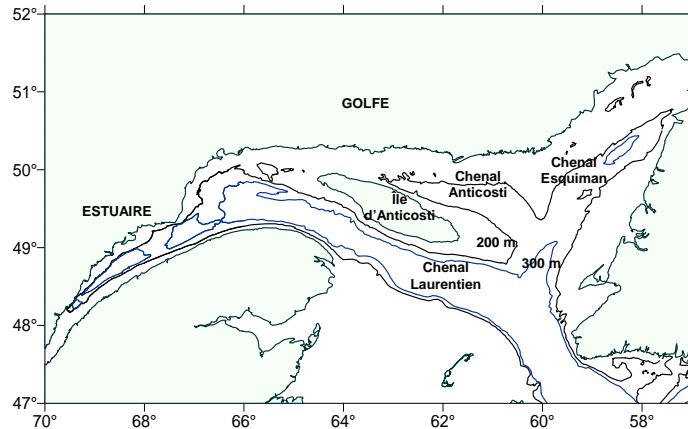 52°
51°
GOLFE
50°
Chenal
Anticosti
Chenal
Esquiman
Île
d'Anticosti
ESTUAIRE
49°
200 m
300 m
Chenal
Laurentien
48°
47°
70°
68°
66°
64°
62°
60°
58°